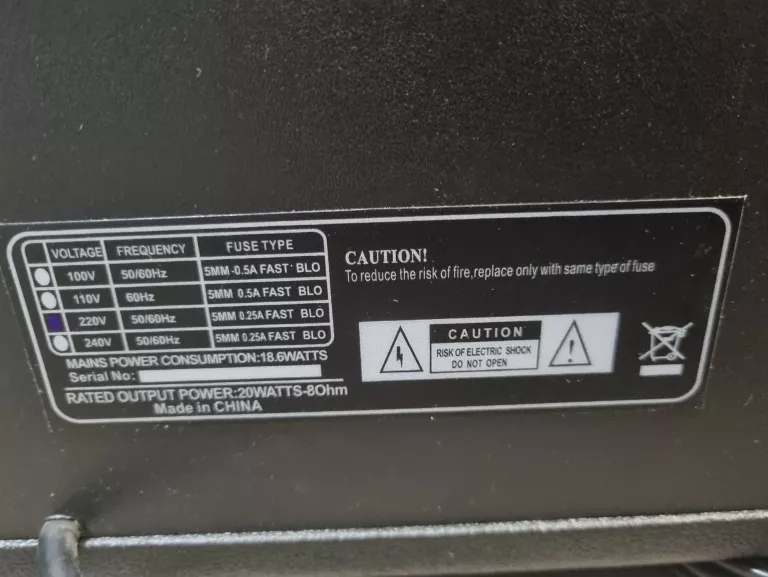 VOLTAGE FREQUENCY FUSE TYPE
100V 50/60Hz 5MM-0.5A FAST' BLO
110V 60Hz 5MM 0.5A FAST BLO
220V 50/60Hz 5MM 0.25A FAST BLO
240V 50/60Hz 5MM 0.25A FAST BLO
MAINS POWER CONSUMPTION:18.6WATTS
Serial No:
RATED OUTPUT POWER:20WATTS-8Ohm
Made in CHINA
CAUTION!
To reduce the risk of fire,replace only with same type of fuse
CAUTION
RISK OF ELECTRIC SHOCK
DO NOT OPEN
!